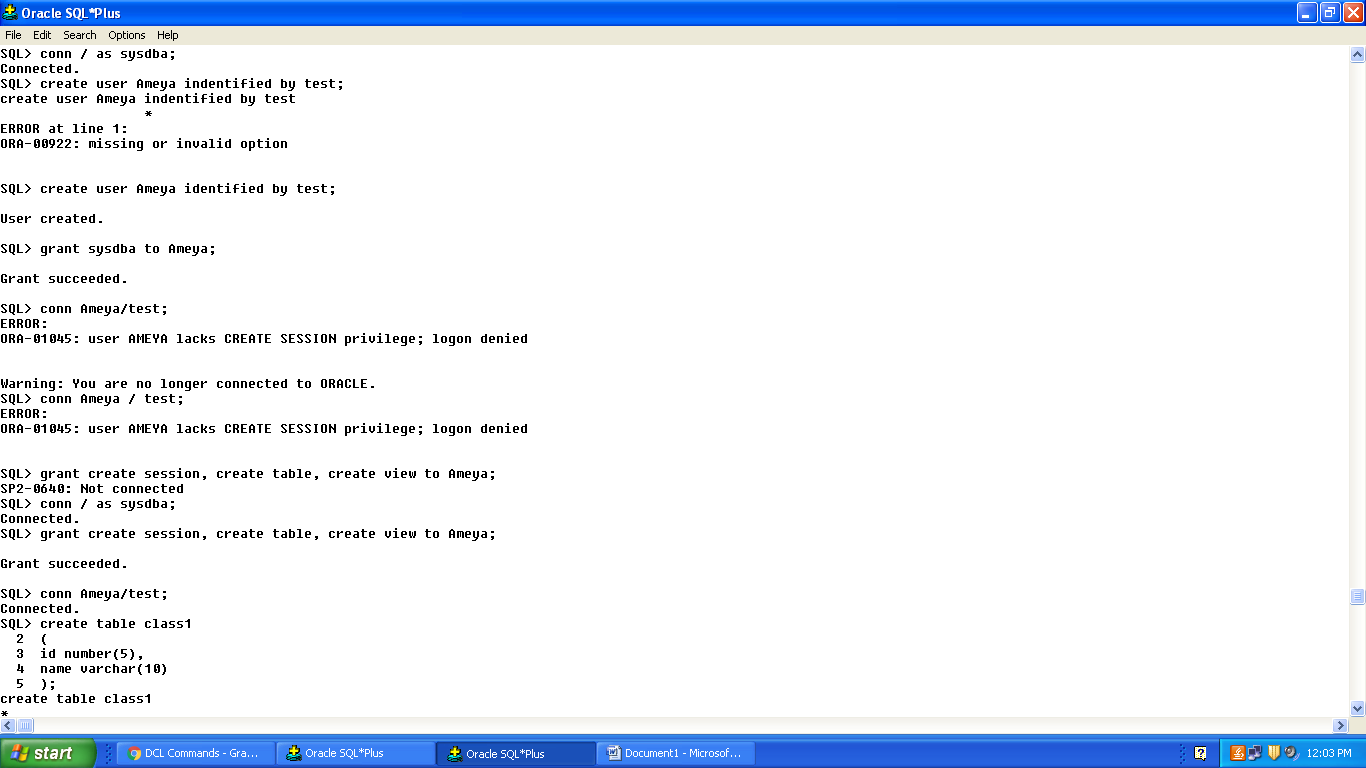 Oracle SQL*Plus
File Edit Search Options Help
SQL> conn / as sysdba;
Connected.
SQL> create user Ameya indentified by test;
create user Ameya indentified by test
*
ERROR at line 1:
ORA-00922: missing or invalid option
SQL> create user Ameya identified by test;
User created.
SQL> grant sysdba to Ameya;
Grant succeeded.
SQL> conn Ameya/test;
ERROR:
ORA-01045: user AMEYA lacks CREATE SESSION privilege; logon denied
Warning: You are no longer connected to ORACLE.
SQL> conn Ameya / test;
ERROR:
ORA-01045: user AMEYA lacks CREATE SESSION privilege; logon denied
SQL> grant create session, create table, create view to Ameya;
SP2-0640: Not connected
SQL> conn / as sysdba;
Connected.
SQL> grant create session, create table, create view to Ameya;
Grant succeeded.
SQL> conn Ameya/test;
Connected.
SQL> create table class1
2 (
3 id number(5),
4 name varchar(10)
5 );
create table class1
*
start DCL Commands - Gra... Oracle SQL*Plus Oracle SQL*Plus Document1 - Microsof... 12:03 PM